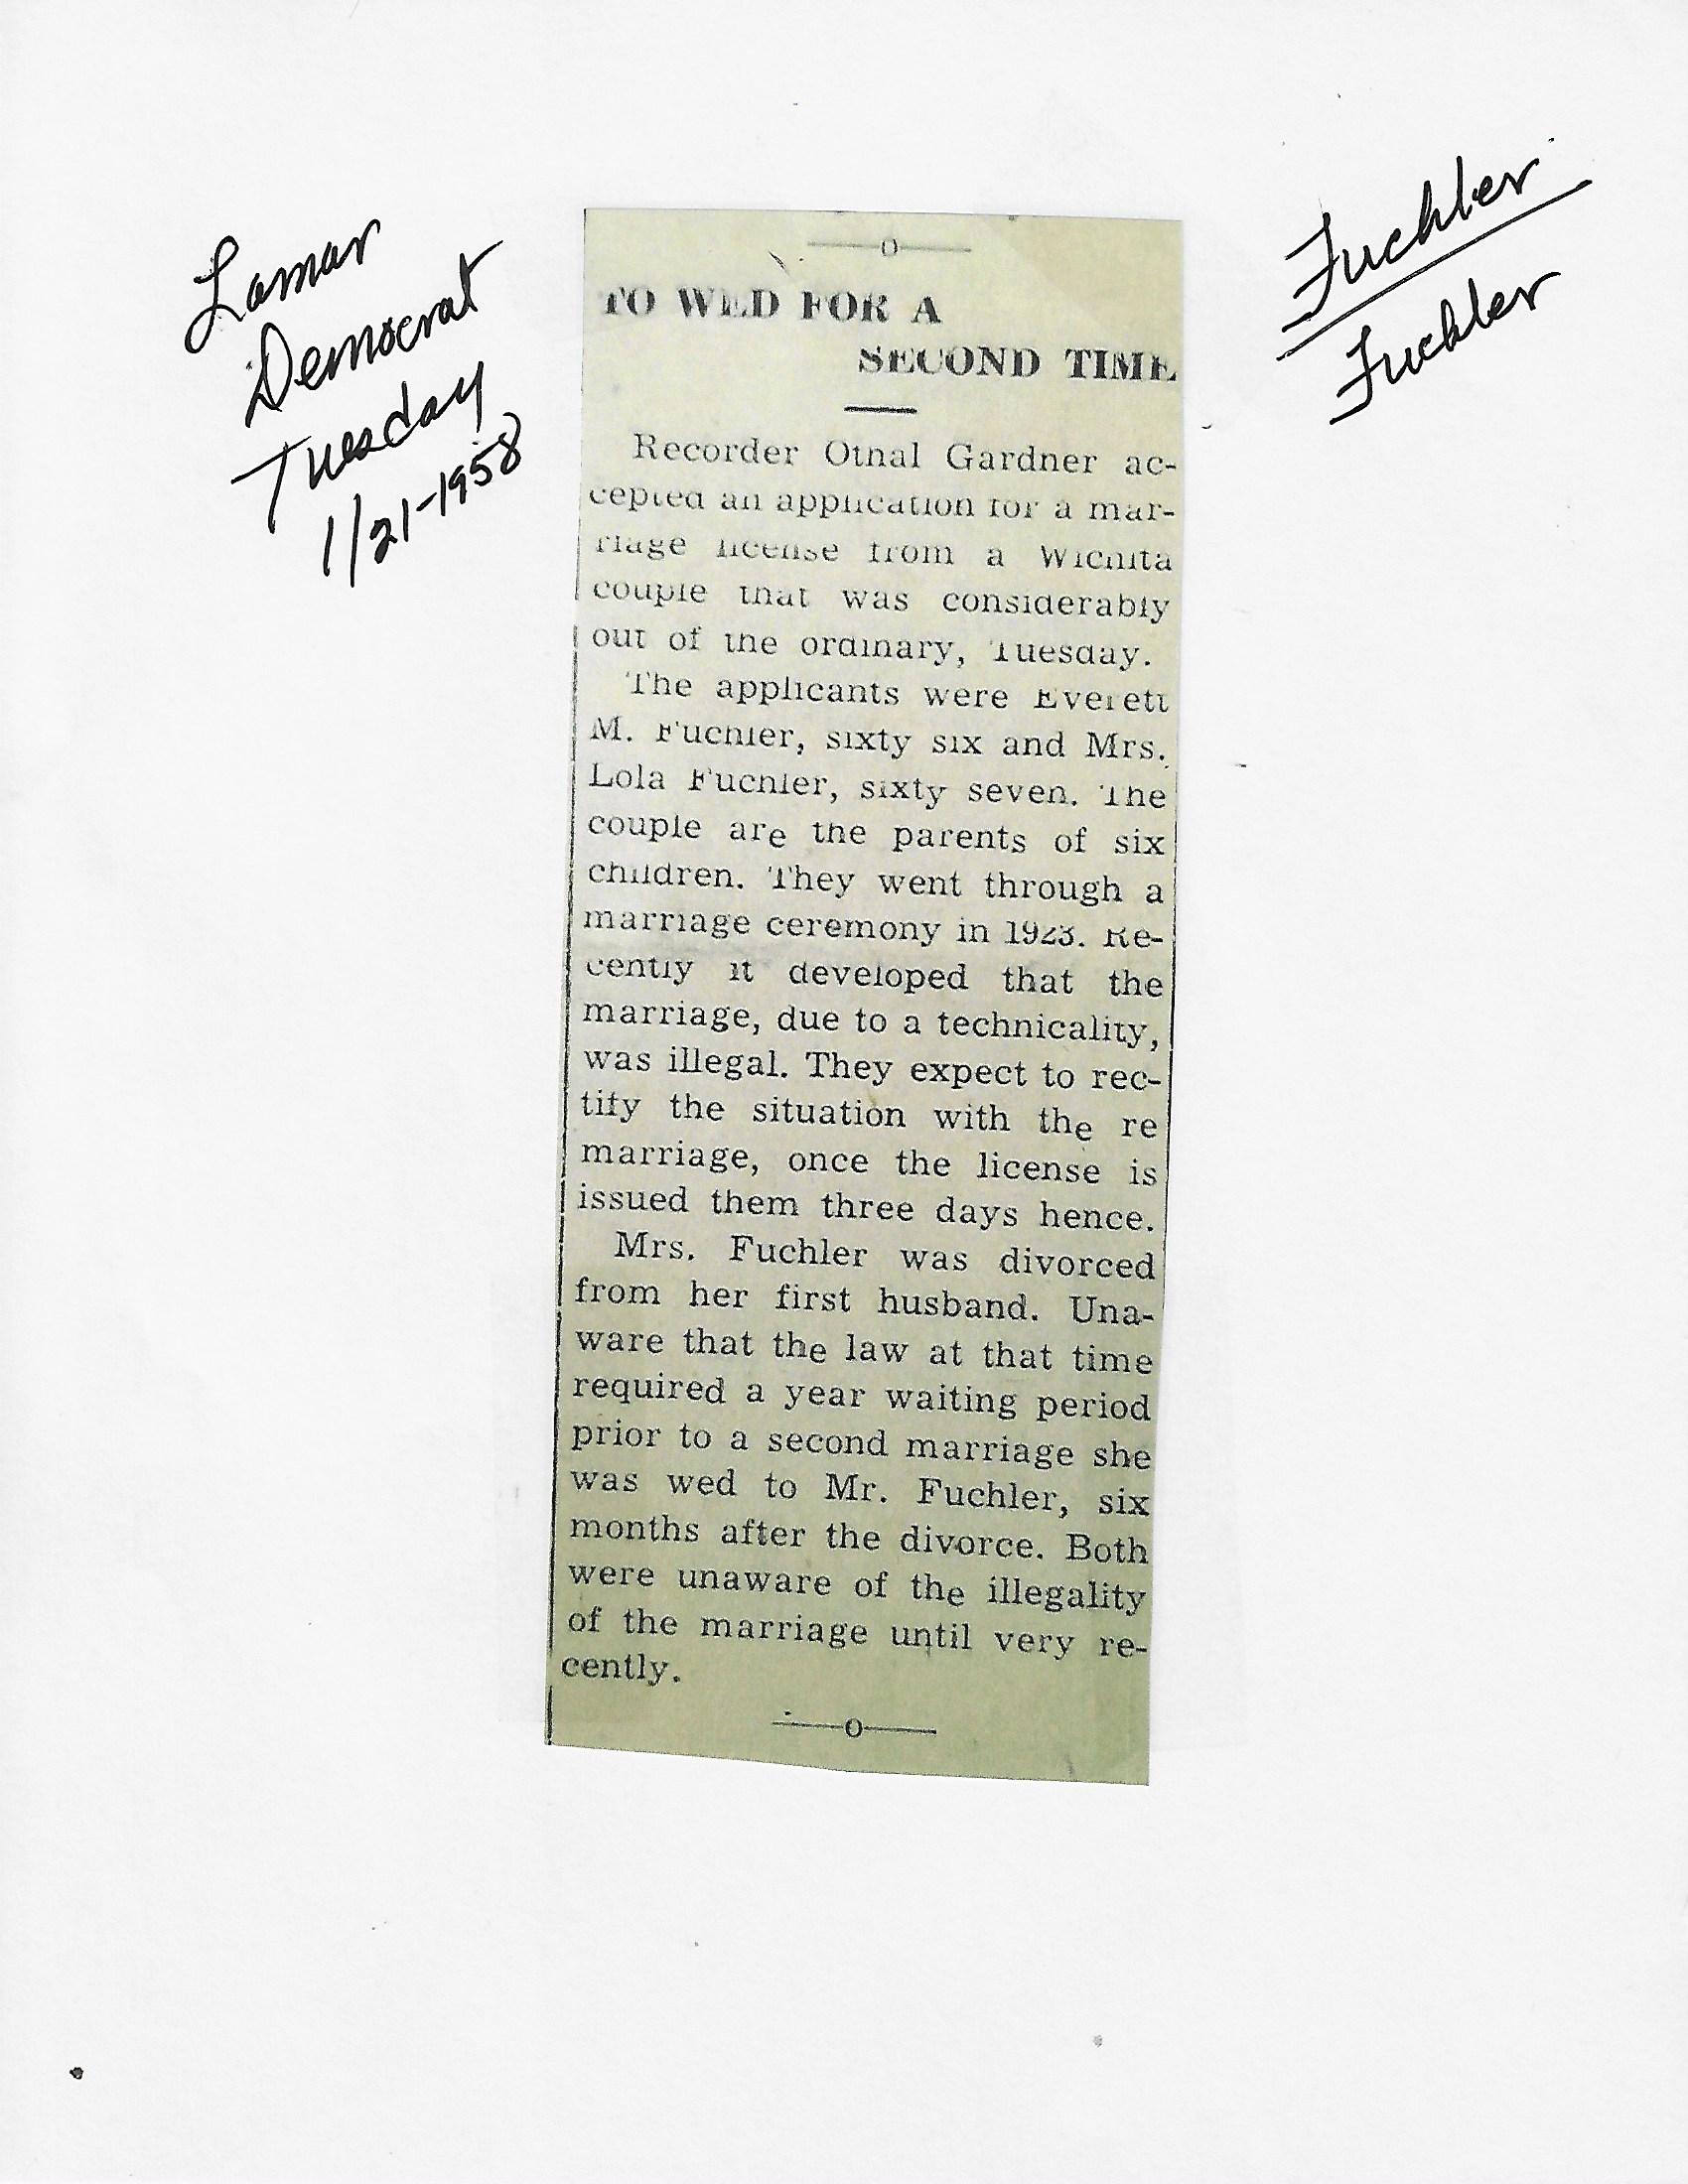 Lamar
Democrat
Tuesday
1/21-1958
Fuchler
Fuchler
—o—
TO WED FOR A
SECOND TIME
Recorder Othal Gardner ac-
cepted an application for a mar-
riage license from a Wichita
couple that was considerably
out of the ordinary, Tuesday.
The applicants were Everett
M. Fuchler, sixty six and Mrs.
Lola Fuchler, sixty seven. The
couple are the parents of six
children. They went through a
marriage ceremony in 1923. Re-
cently it developed that the
marriage, due to a technicality,
was illegal. They expect to rec-
tify the situation with the re
marriage, once the license is
issued them three days hence.
Mrs. Fuchler was divorced
from her first husband. Una-
ware that the law at that time
required a year waiting period
prior to a second marriage she
was wed to Mr. Fuchler, six
months after the divorce. Both
were unaware of the illegality
of the marriage until very re-
cently.
—o—